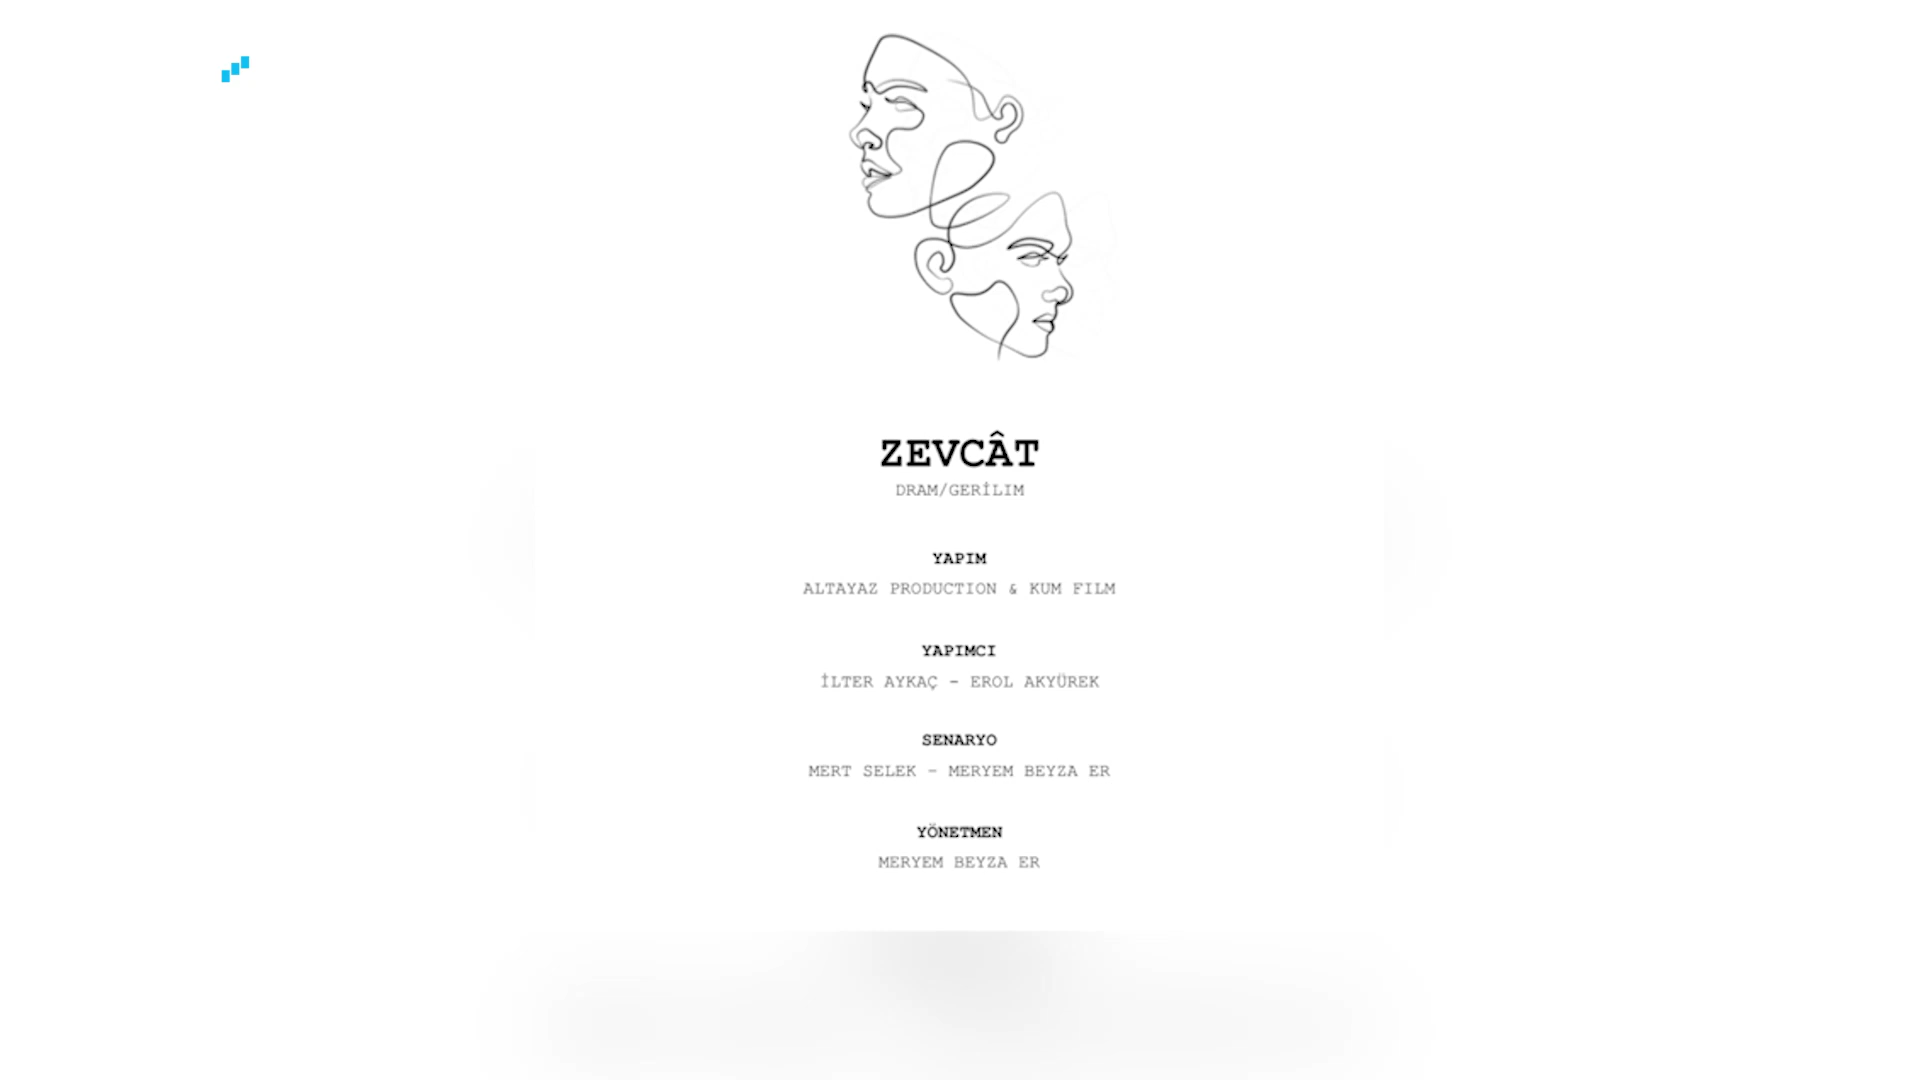 ZEVCÂT
DRAM/GERİLIM
YAPIM
ALTAYAZ PRODUCTION & KUM FILM
YAPIMCI
İLTER AYKAÇ - EROL AKYÜREK
SENARYO
MERT SELEK - MERYEM BEYZA ER
YÖNETMEN
MERYEM BEYZA ER